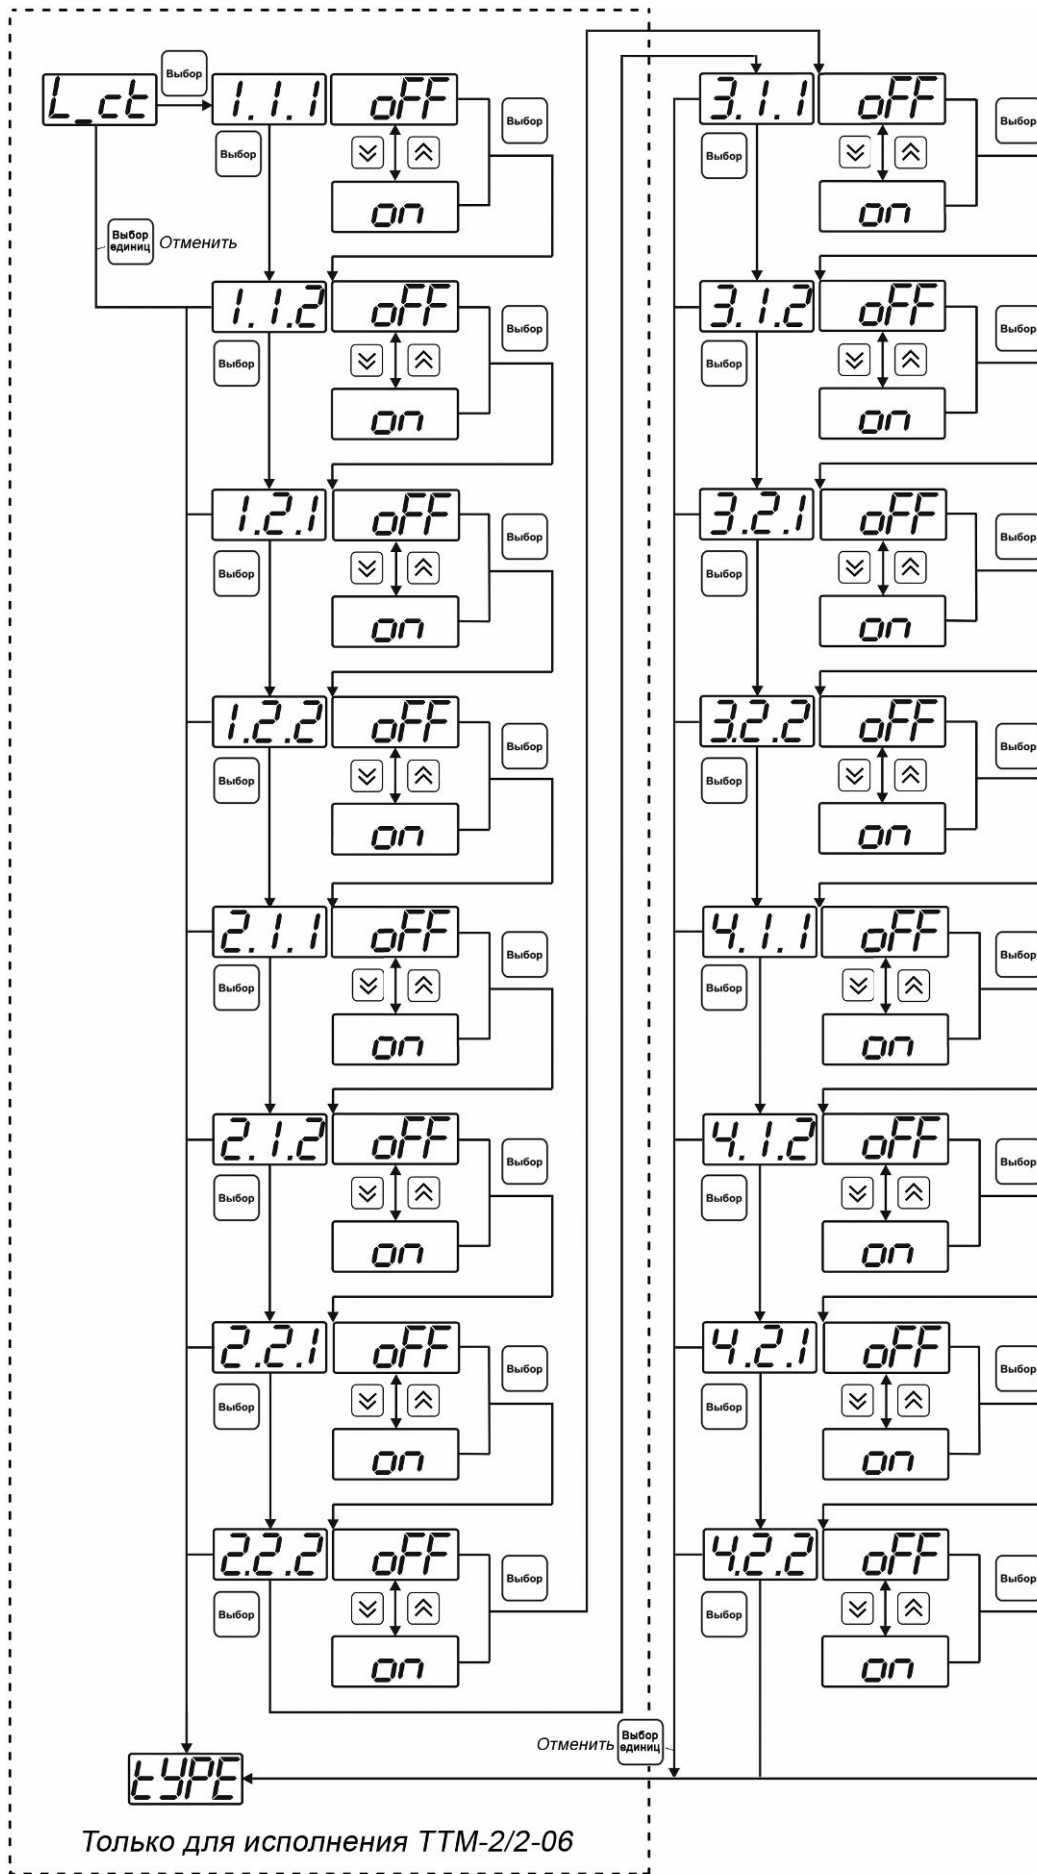 Выбор
L_ct 1.1.1 oFF 3.1.1 oFF
Выбор Выбор
Выбор Выбор
on on
Выбор единиц Отменить
1.1.2 oFF 3.1.2 oFF
Выбор Выбор
Выбор Выбор
on on
1.2.1 oFF 3.2.1 oFF
Выбор Выбор
Выбор Выбор
on on
1.2.2 oFF 3.2.2 oFF
Выбор Выбор
Выбор Выбор
on on
2.1.1 oFF 4.1.1 oFF
Выбор Выбор
Выбор Выбор
on on
2.1.2 oFF 4.1.2 oFF
Выбор Выбор
Выбор Выбор
on on
2.2.1 oFF 4.2.1 oFF
Выбор Выбор
Выбор Выбор
on on
2.2.2 oFF 4.2.2 oFF
Выбор Выбор
Выбор Выбор
on on
Отменить Выбор единиц
tYPE
Только для исполнения ТТМ-2/2-06